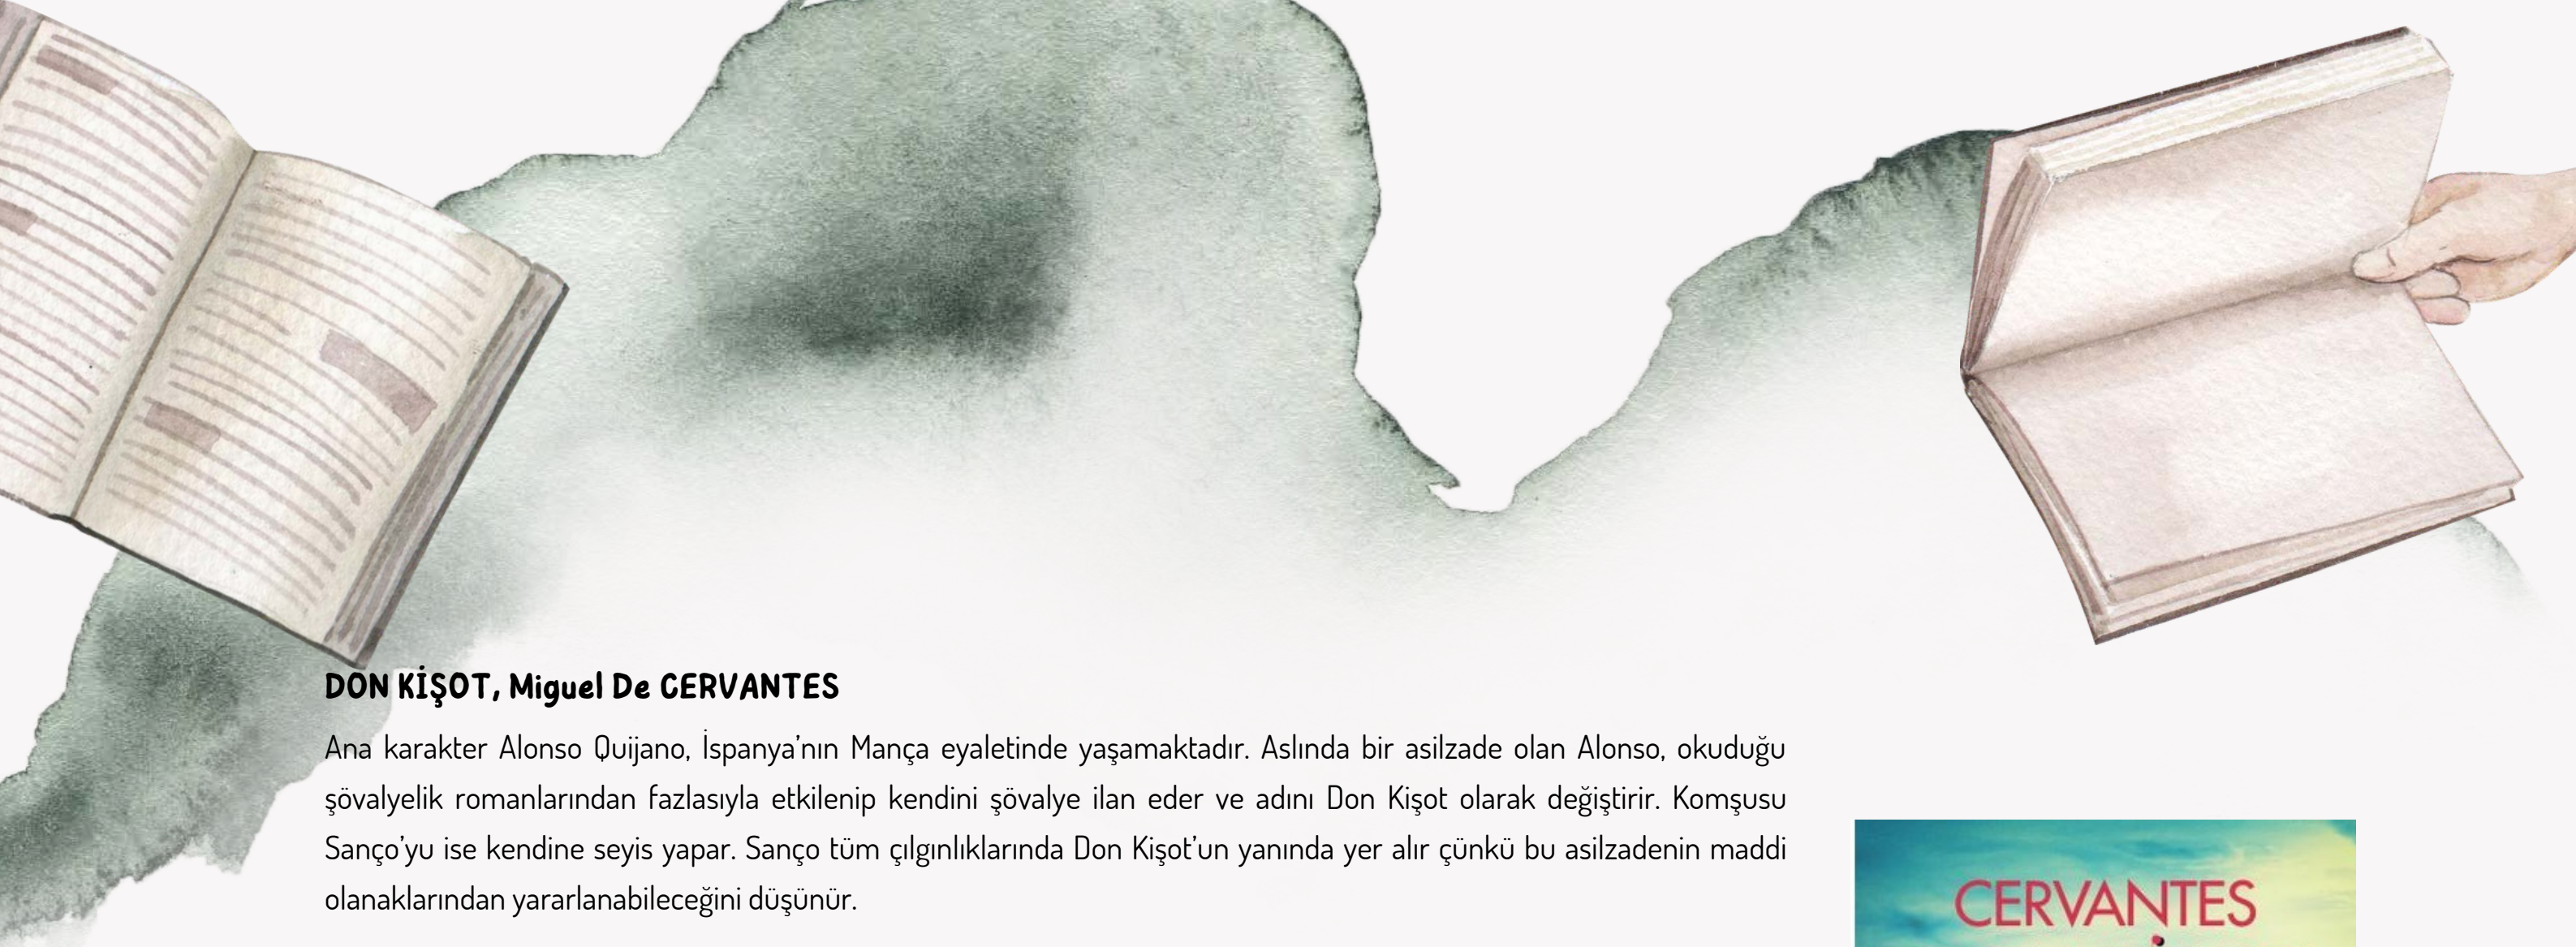 DON KİŞOT, Miguel De CERVANTES
Ana karakter Alonso Quijano, İspanya’nın Mança eyaletinde yaşamaktadır. Aslında bir asilzade olan Alonso, okuduğu
şövalyelik romanlarından fazlasıyla etkilenip kendini şövalye ilan eder ve adını Don Kişot olarak değiştirir. Komşusu
Sanço’yu ise kendine seyis yapar. Sanço tüm çılgınlıklarında Don Kişot’un yanında yer alır çünkü bu asilzadenin maddi
olanaklarından yararlanabileceğini düşünür.
CERVANTES